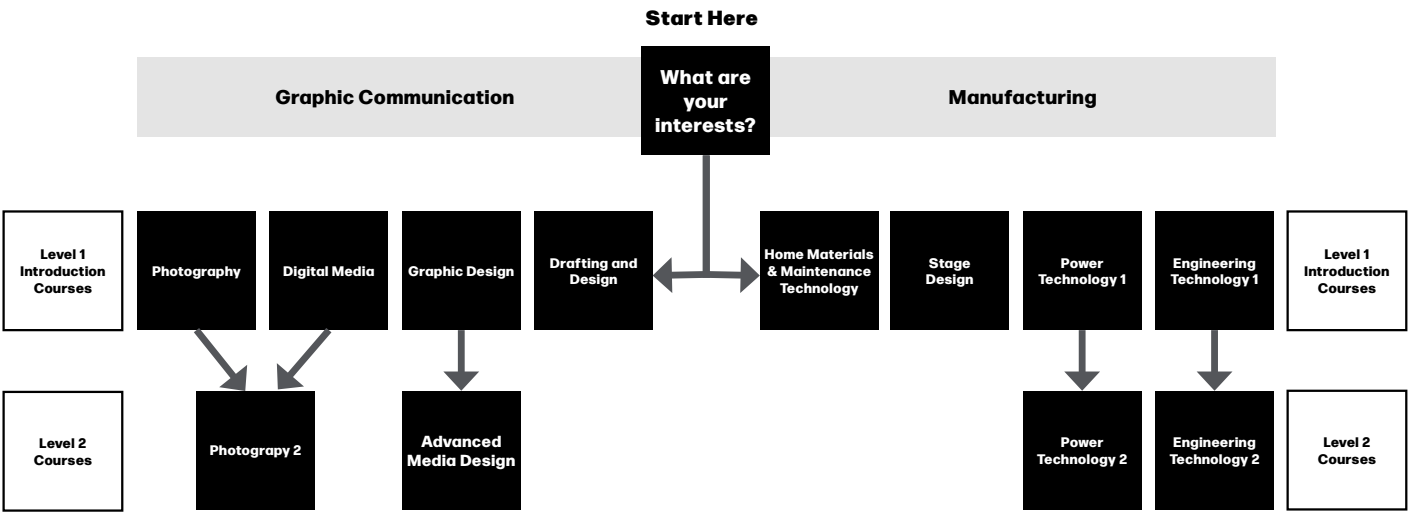 Start Here
What are
your
interests?
Graphic Communication
Manufacturing
Level 1
Introduction
Courses
Photography
Digital Media
Graphic Design
Drafting and
Design
Home Materials
& Maintenance
Technology
Stage
Design
Power
Technology 1
Engineering
Technology 1
Level 1
Introduction
Courses
Level 2
Courses
Photograpy 2
Advanced
Media Design
Power
Technology 2
Engineering
Technology 2
Level 2
Courses